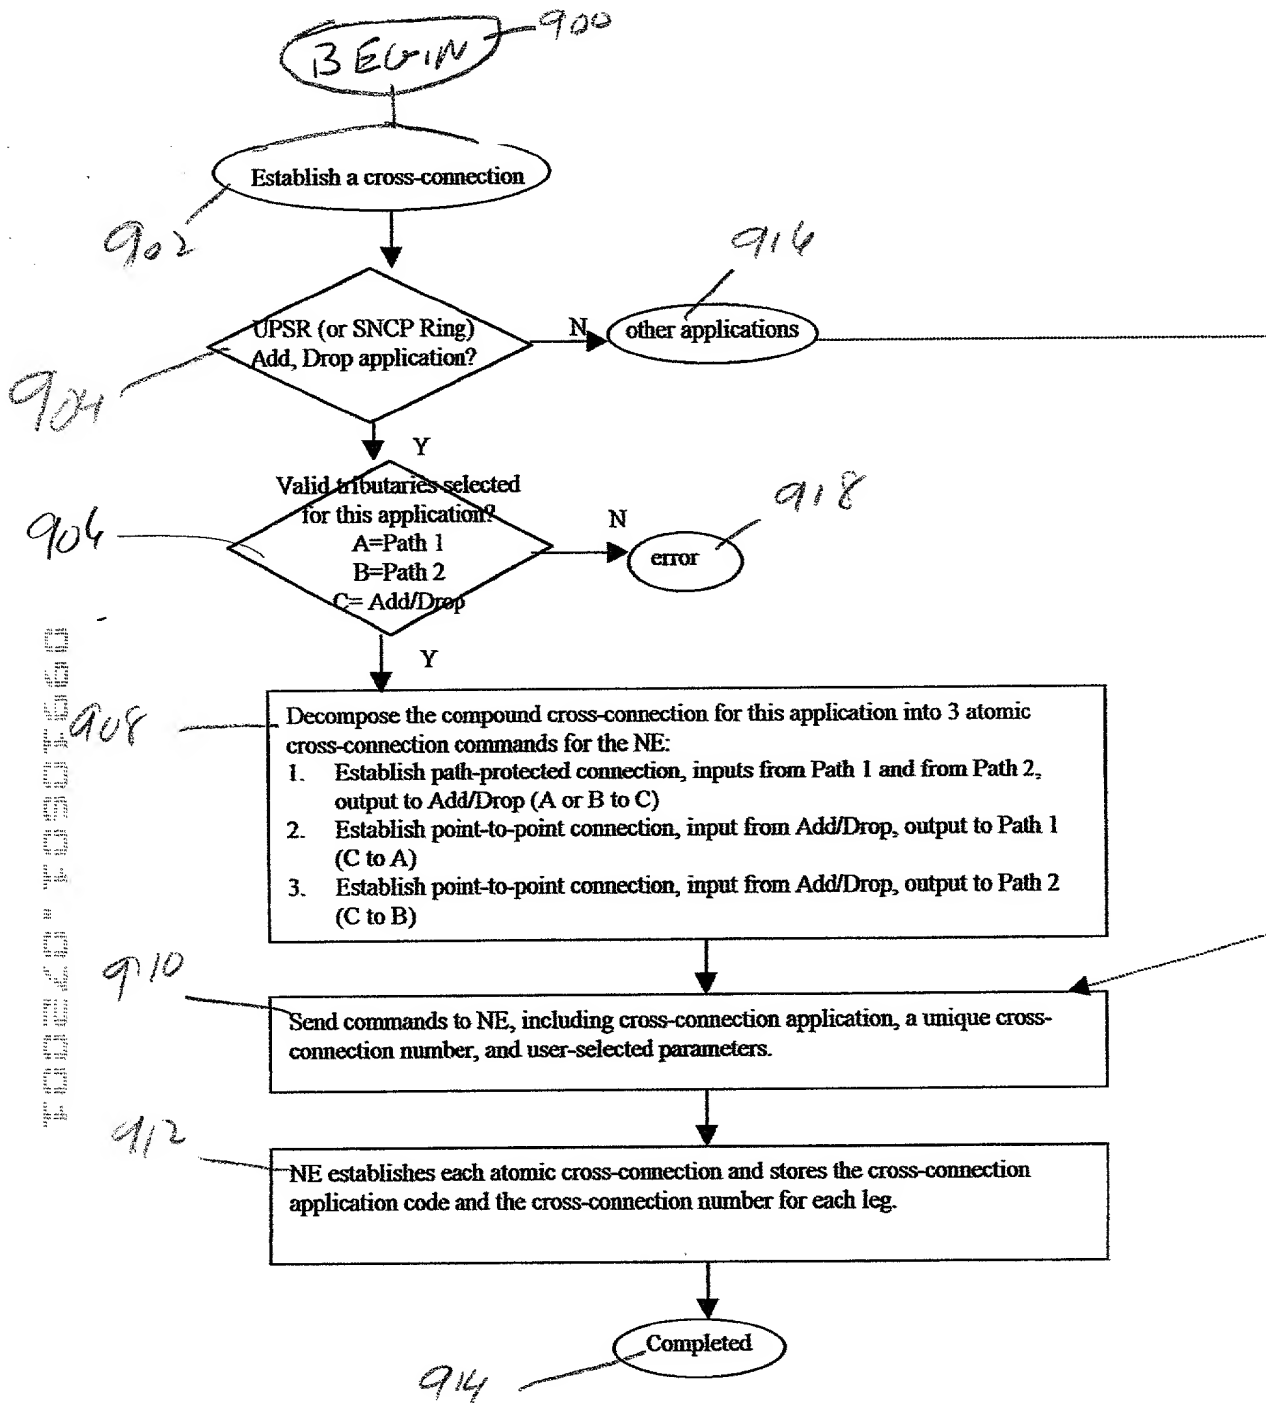 BEGIN
900
Establish a cross-connection
902
916
UPSR (or SNCP Ring)
Add, Drop application?
N
other applications
904
Y
Valid tributaries selected
for this application?
A=Path 1
B=Path 2
C= Add/Drop
906
N
918
error
Y
908
Decompose the compound cross-connection for this application into 3 atomic
cross-connection commands for the NE:
1. Establish path-protected connection, inputs from Path 1 and from Path 2,
output to Add/Drop (A or B to C)
2. Establish point-to-point connection, input from Add/Drop, output to Path 1
(C to A)
3. Establish point-to-point connection, input from Add/Drop, output to Path 2
(C to B)
910
Send commands to NE, including cross-connection application, a unique cross-
connection number, and user-selected parameters.
912
NE establishes each atomic cross-connection and stores the cross-connection
application code and the cross-connection number for each leg.
Completed
914